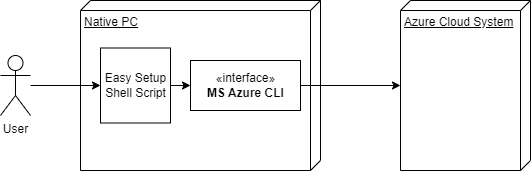 Native PC
Azure Cloud System
Easy Setup
Shell Script
«interface»
MS Azure CLI
User